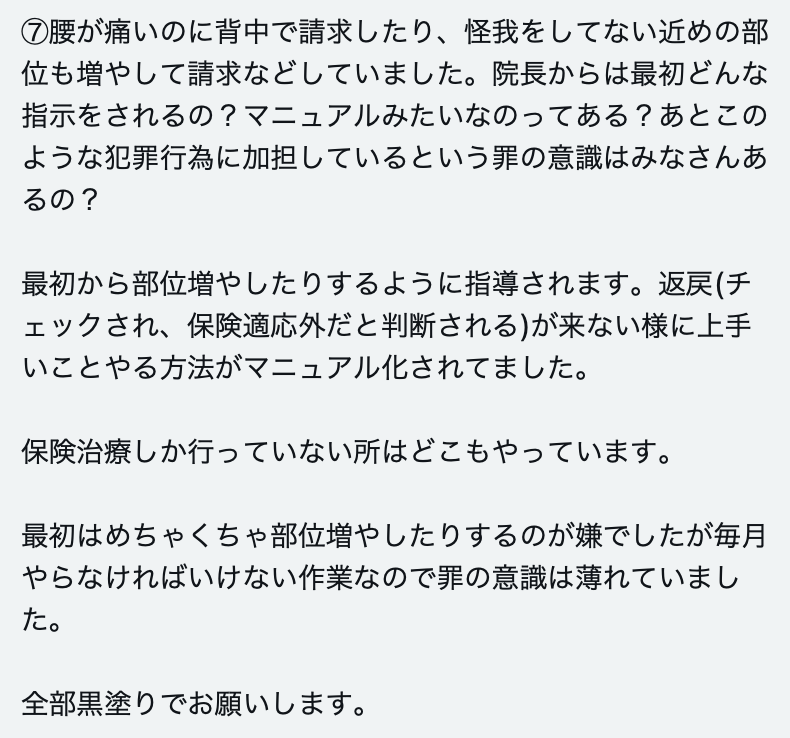 ⑦腰が痛いのに背中で請求したり、怪我をしてない近めの部
位も増やして請求などしていました。院長からは最初どんな
指示をされるの？マニュアルみたいなのってある？あとこの
ような犯罪行為に加担しているという罪の意識はみなさんあ
るの？
最初から部位増やしたりするように指導されます。返戻(チ
ェックされ、保険適応外だと判断される)が来ない様に上手
いことやる方法がマニュアル化されてました。
保険治療しか行っていない所はどこもやっています。
最初はめちゃくちゃ部位増やしたりするのが嫌でしたが毎月
やらなければいけない作業なので罪の意識は薄れていまし
た。
全部黒塗りでお願いします。